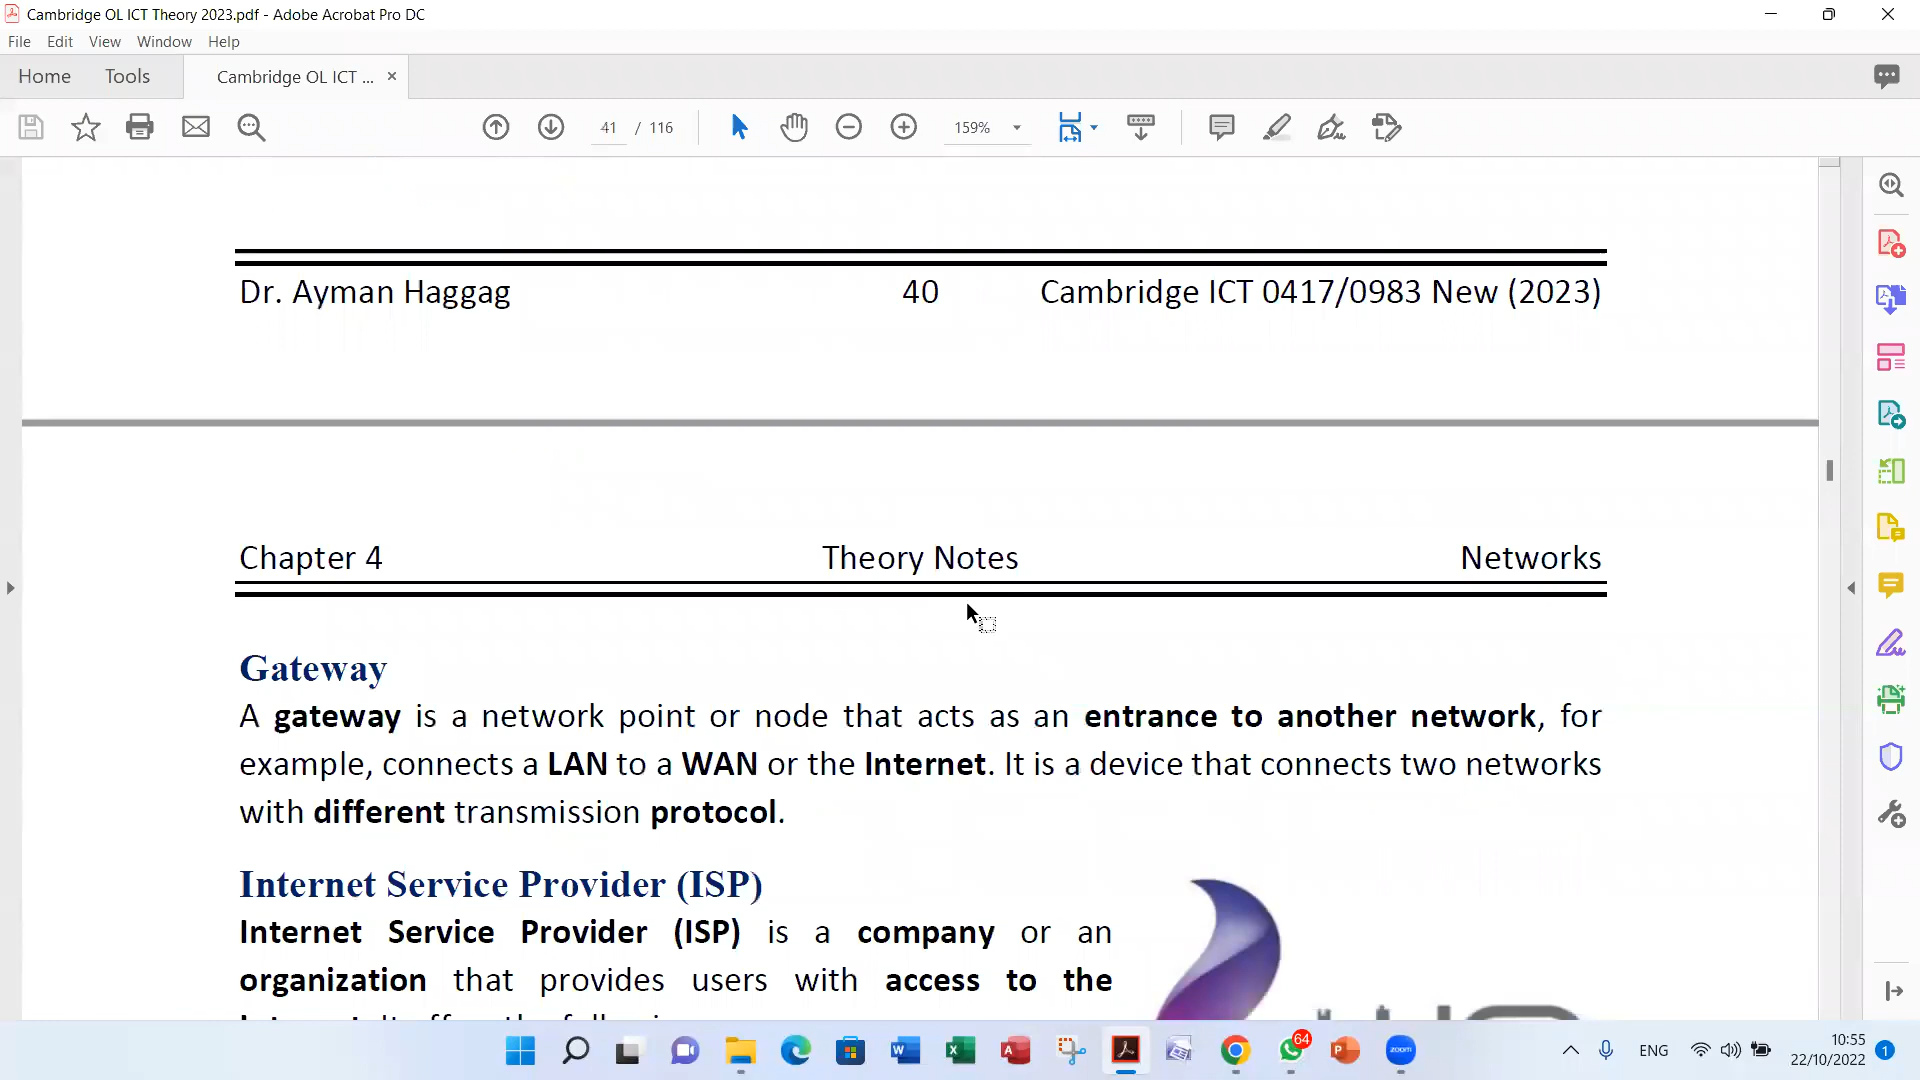 Cambridge OL ICT Theory 2023.pdf - Adobe Acrobat Pro DC
File Edit View Window Help
Home Tools Cambridge OL ICT ... ×
41 / 116 159%
Dr. Ayman Haggag 40 Cambridge ICT 0417/0983 New (2023)
Chapter 4 Theory Notes Networks
Gateway
A gateway is a network point or node that acts as an entrance to another network, for
example, connects a LAN to a WAN or the Internet. It is a device that connects two networks
with different transmission protocol.
Internet Service Provider (ISP)
Internet Service Provider (ISP) is a company or an
organization that provides users with access to the
64
zoom
ENG
10:55
22/10/2022
1